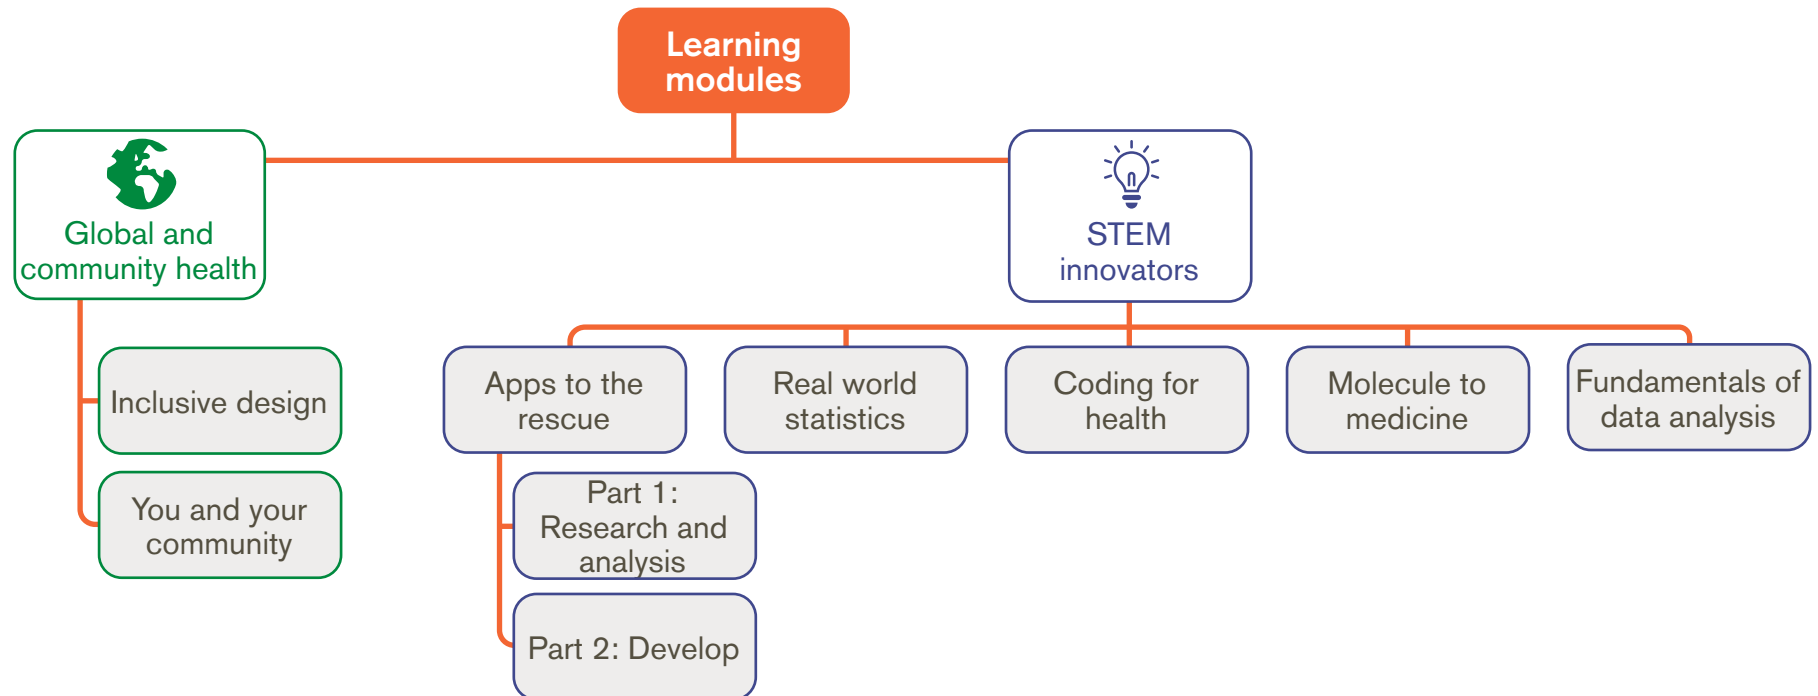 Learning
modules
Global and
community health
STEM
innovators
Inclusive design
You and your
community
Apps to the
rescue
Real world
statistics
Coding for
health
Molecule to
medicine
Fundamentals of
data analysis
Part 1:
Research and
analysis
Part 2: Develop